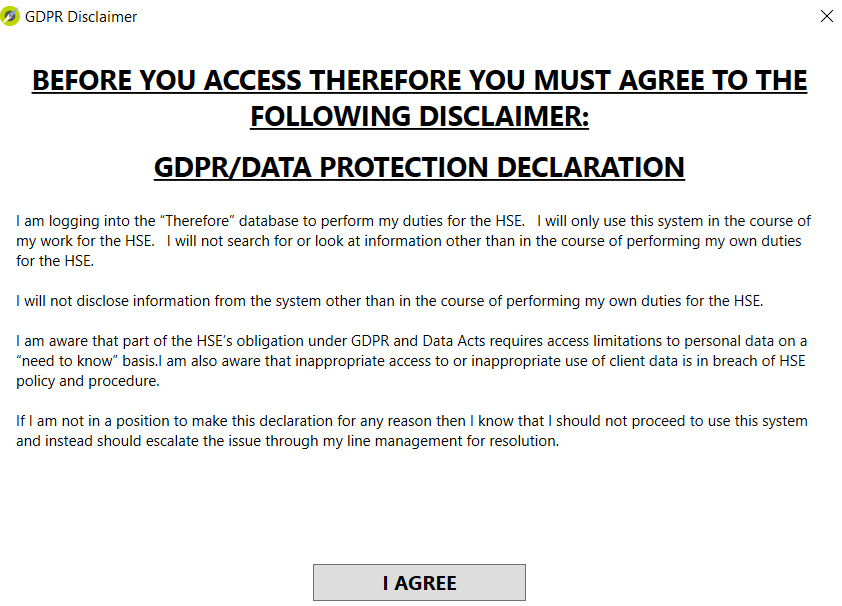 GDPR Disclaimer
BEFORE YOU ACCESS THEREFORE YOU MUST AGREE TO THE
FOLLOWING DISCLAIMER:
GDPR/DATA PROTECTION DECLARATION
I am logging into the “Therefore” database to perform my duties for the HSE.   I will only use this system in the course of
my work for the HSE.   I will not search for or look at information other than in the course of performing my own duties
for the HSE.
I will not disclose information from the system other than in the course of performing my own duties for the HSE.
I am aware that part of the HSE’s obligation under GDPR and Data Acts requires access limitations to personal data on a
“need to know” basis.I am also aware that inappropriate access to or inappropriate use of client data is in breach of HSE
policy and procedure.
If I am not in a position to make this declaration for any reason then I know that I should not proceed to use this system
and instead should escalate the issue through my line management for resolution.
I AGREE